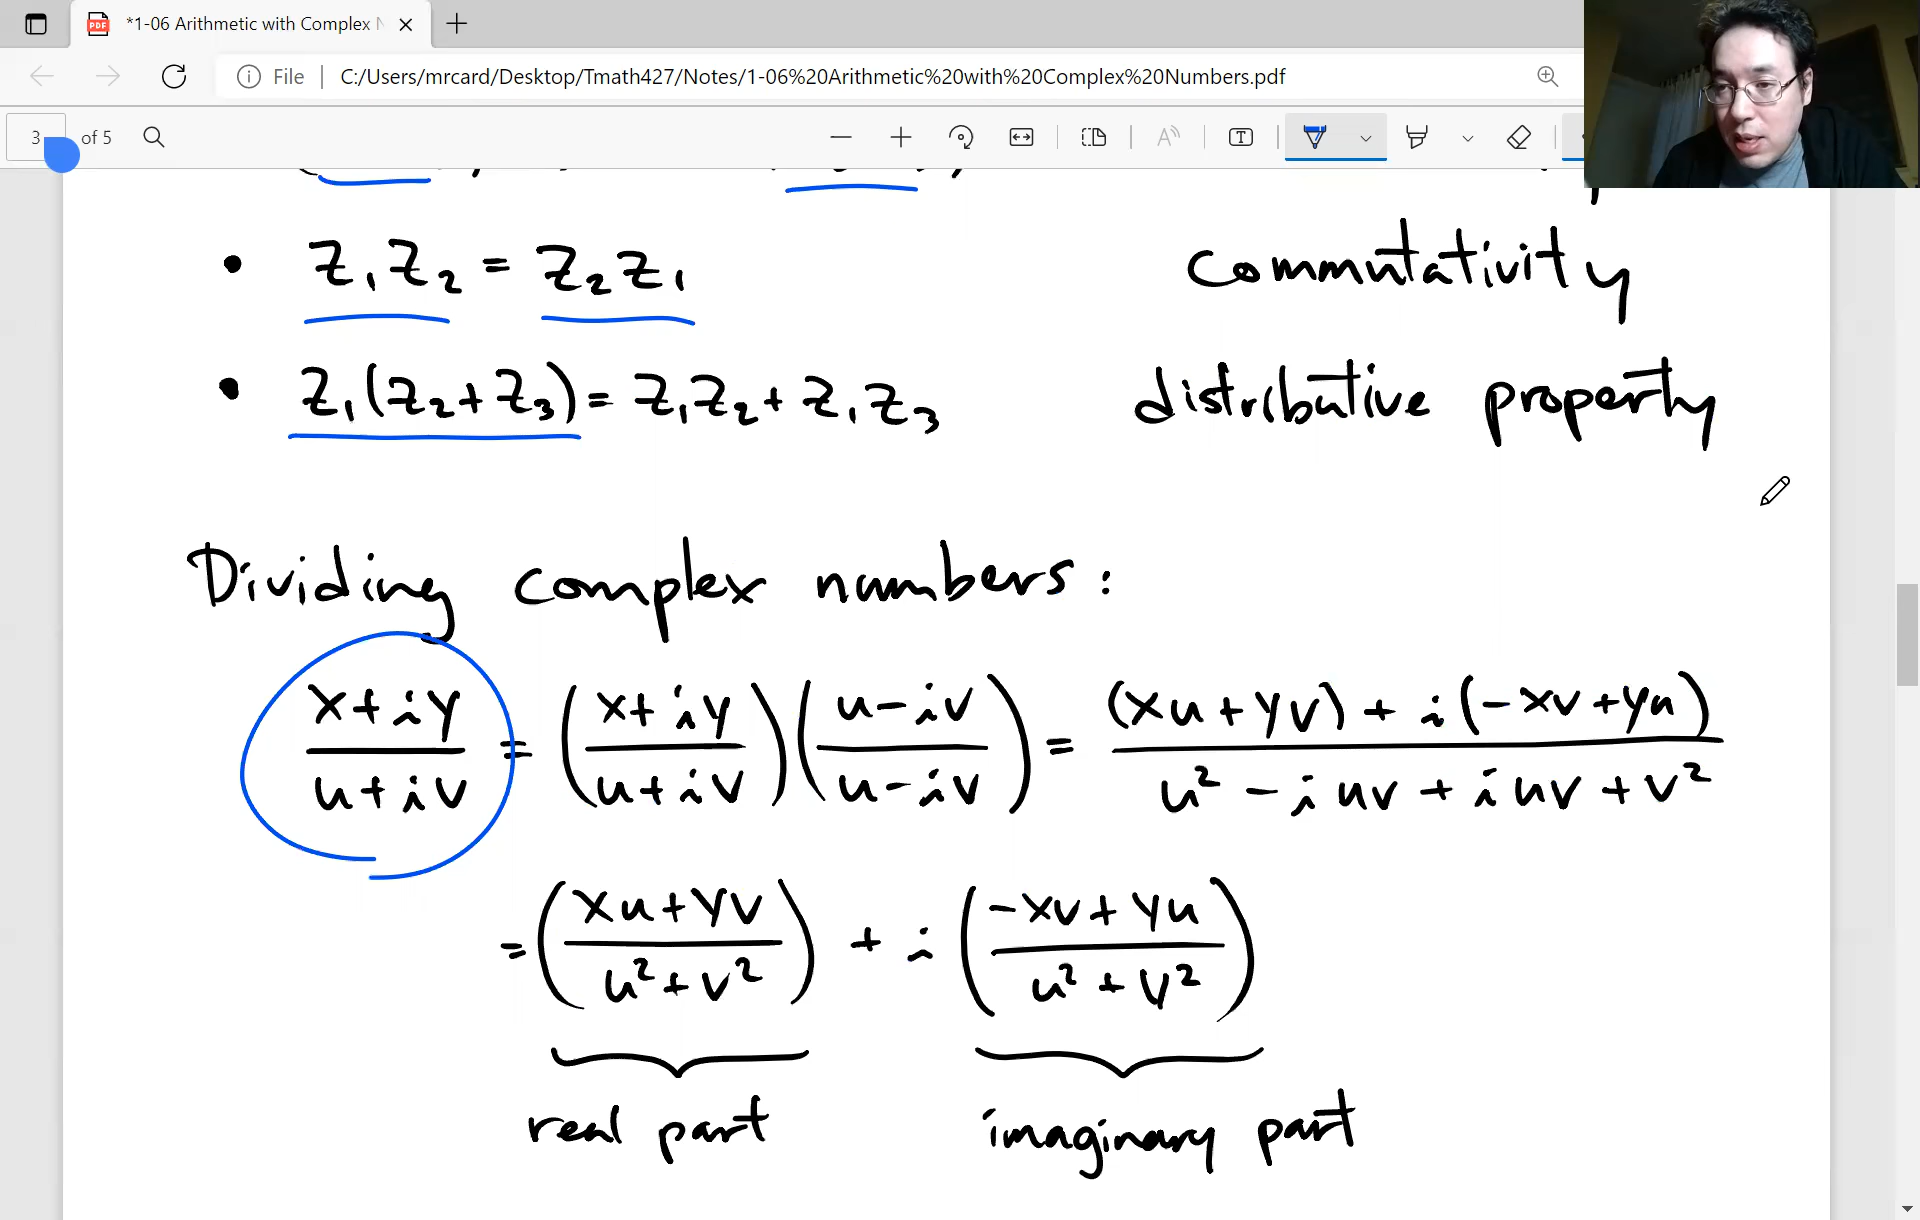 *1-06 Arithmetic with Complex N
File | C:/Users/mrcard/Desktop/Tmath427/Notes/1-06%20Arithmetic%20with%20Complex%20Numbers.pdf
3 of 5
• z₁z₂ = z₂z₁ commutativity
• z₁(z₂+z₃) = z₁z₂ + z₁z₃ distributive property
Dividing complex numbers:
(x+iy)/(u+iv) = ((x+iy)/(u+iv))((u-iv)/(u-iv)) = ((xu+yv) + i(-xv+yu))/(u² - iuv + iuv + v²)
= ((xu+yv)/(u²+v²)) + i((-xv+yu)/(u²+v²))
real part imaginary part